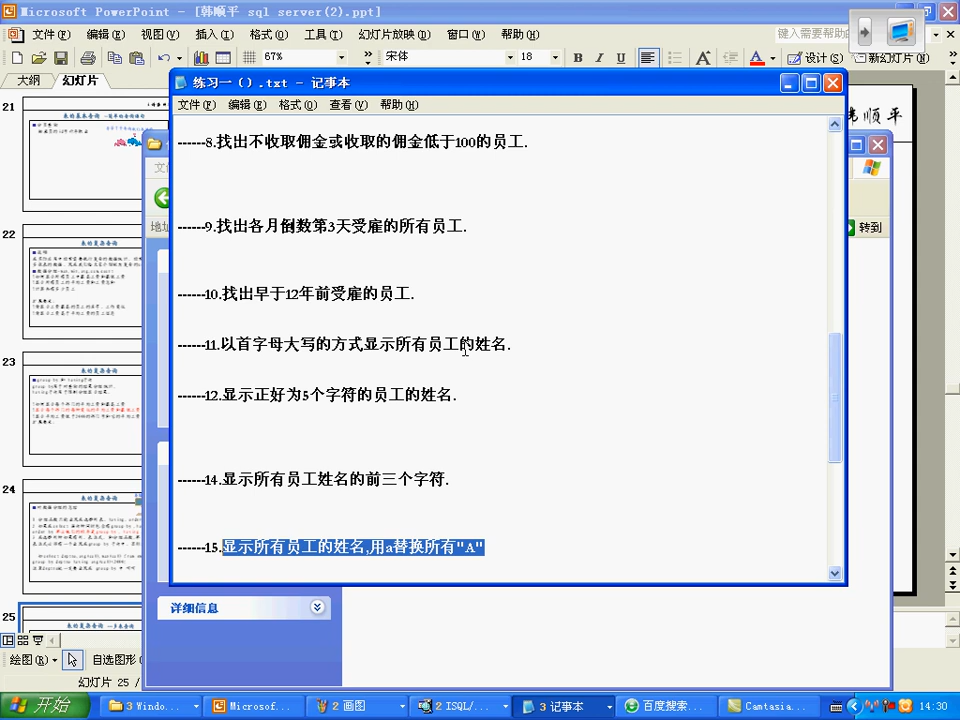 Microsoft PowerPoint - [韩顺平 sql server(2).ppt]
文件(F) 编辑(E) 视图(V) 插入(I) 格式(O) 工具(T) 幻灯片放映(D) 窗口(W) 帮助(H)
键入需要帮助
67% 宋体 18 B I U A A 设计(S) 新幻灯片(N)
大纲 幻灯片
练习一().txt - 记事本
文件(F) 编辑(E) 格式(O) 查看(V) 帮助(H)
------8.找出不收取佣金或收取的佣金低于100的员工.
------9.找出各月倒数第3天受雇的所有员工.
------10.找出早于12年前受雇的员工.
------11.以首字母大写的方式显示所有员工的姓名.
------12.显示正好为5个字符的员工的姓名.
------14.显示所有员工姓名的前三个字符.
------15.显示所有员工的姓名,用a替换所有"A"
21
22
23
24
25
顺平
转到
详细信息
绘图(R) 自选图形
幻灯片 25 /
开始 3 Windo... Microsof... 2 画图 2 ISQL/... 3 记事本 百度搜索... Camtasia... 14:30